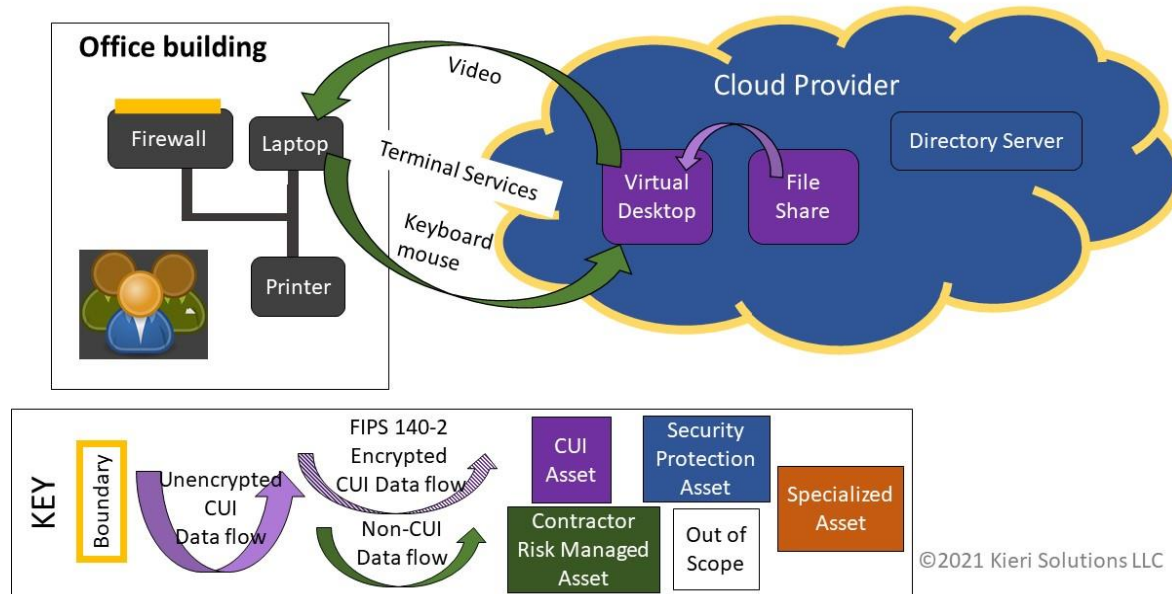 Office building
Firewall
Laptop
Printer
Video
Terminal Services
Keyboard
mouse
Cloud Provider
Virtual
Desktop
File
Share
Directory Server
KEY
Boundary
Unencrypted
CUI
Data flow
FIPS 140-2
Encrypted
CUI Data flow
Non-CUI
Data flow
CUI
Asset
Security
Protection
Asset
Contractor
Risk Managed
Asset
Out of
Scope
Specialized
Asset
©2021 Kieri Solutions LLC